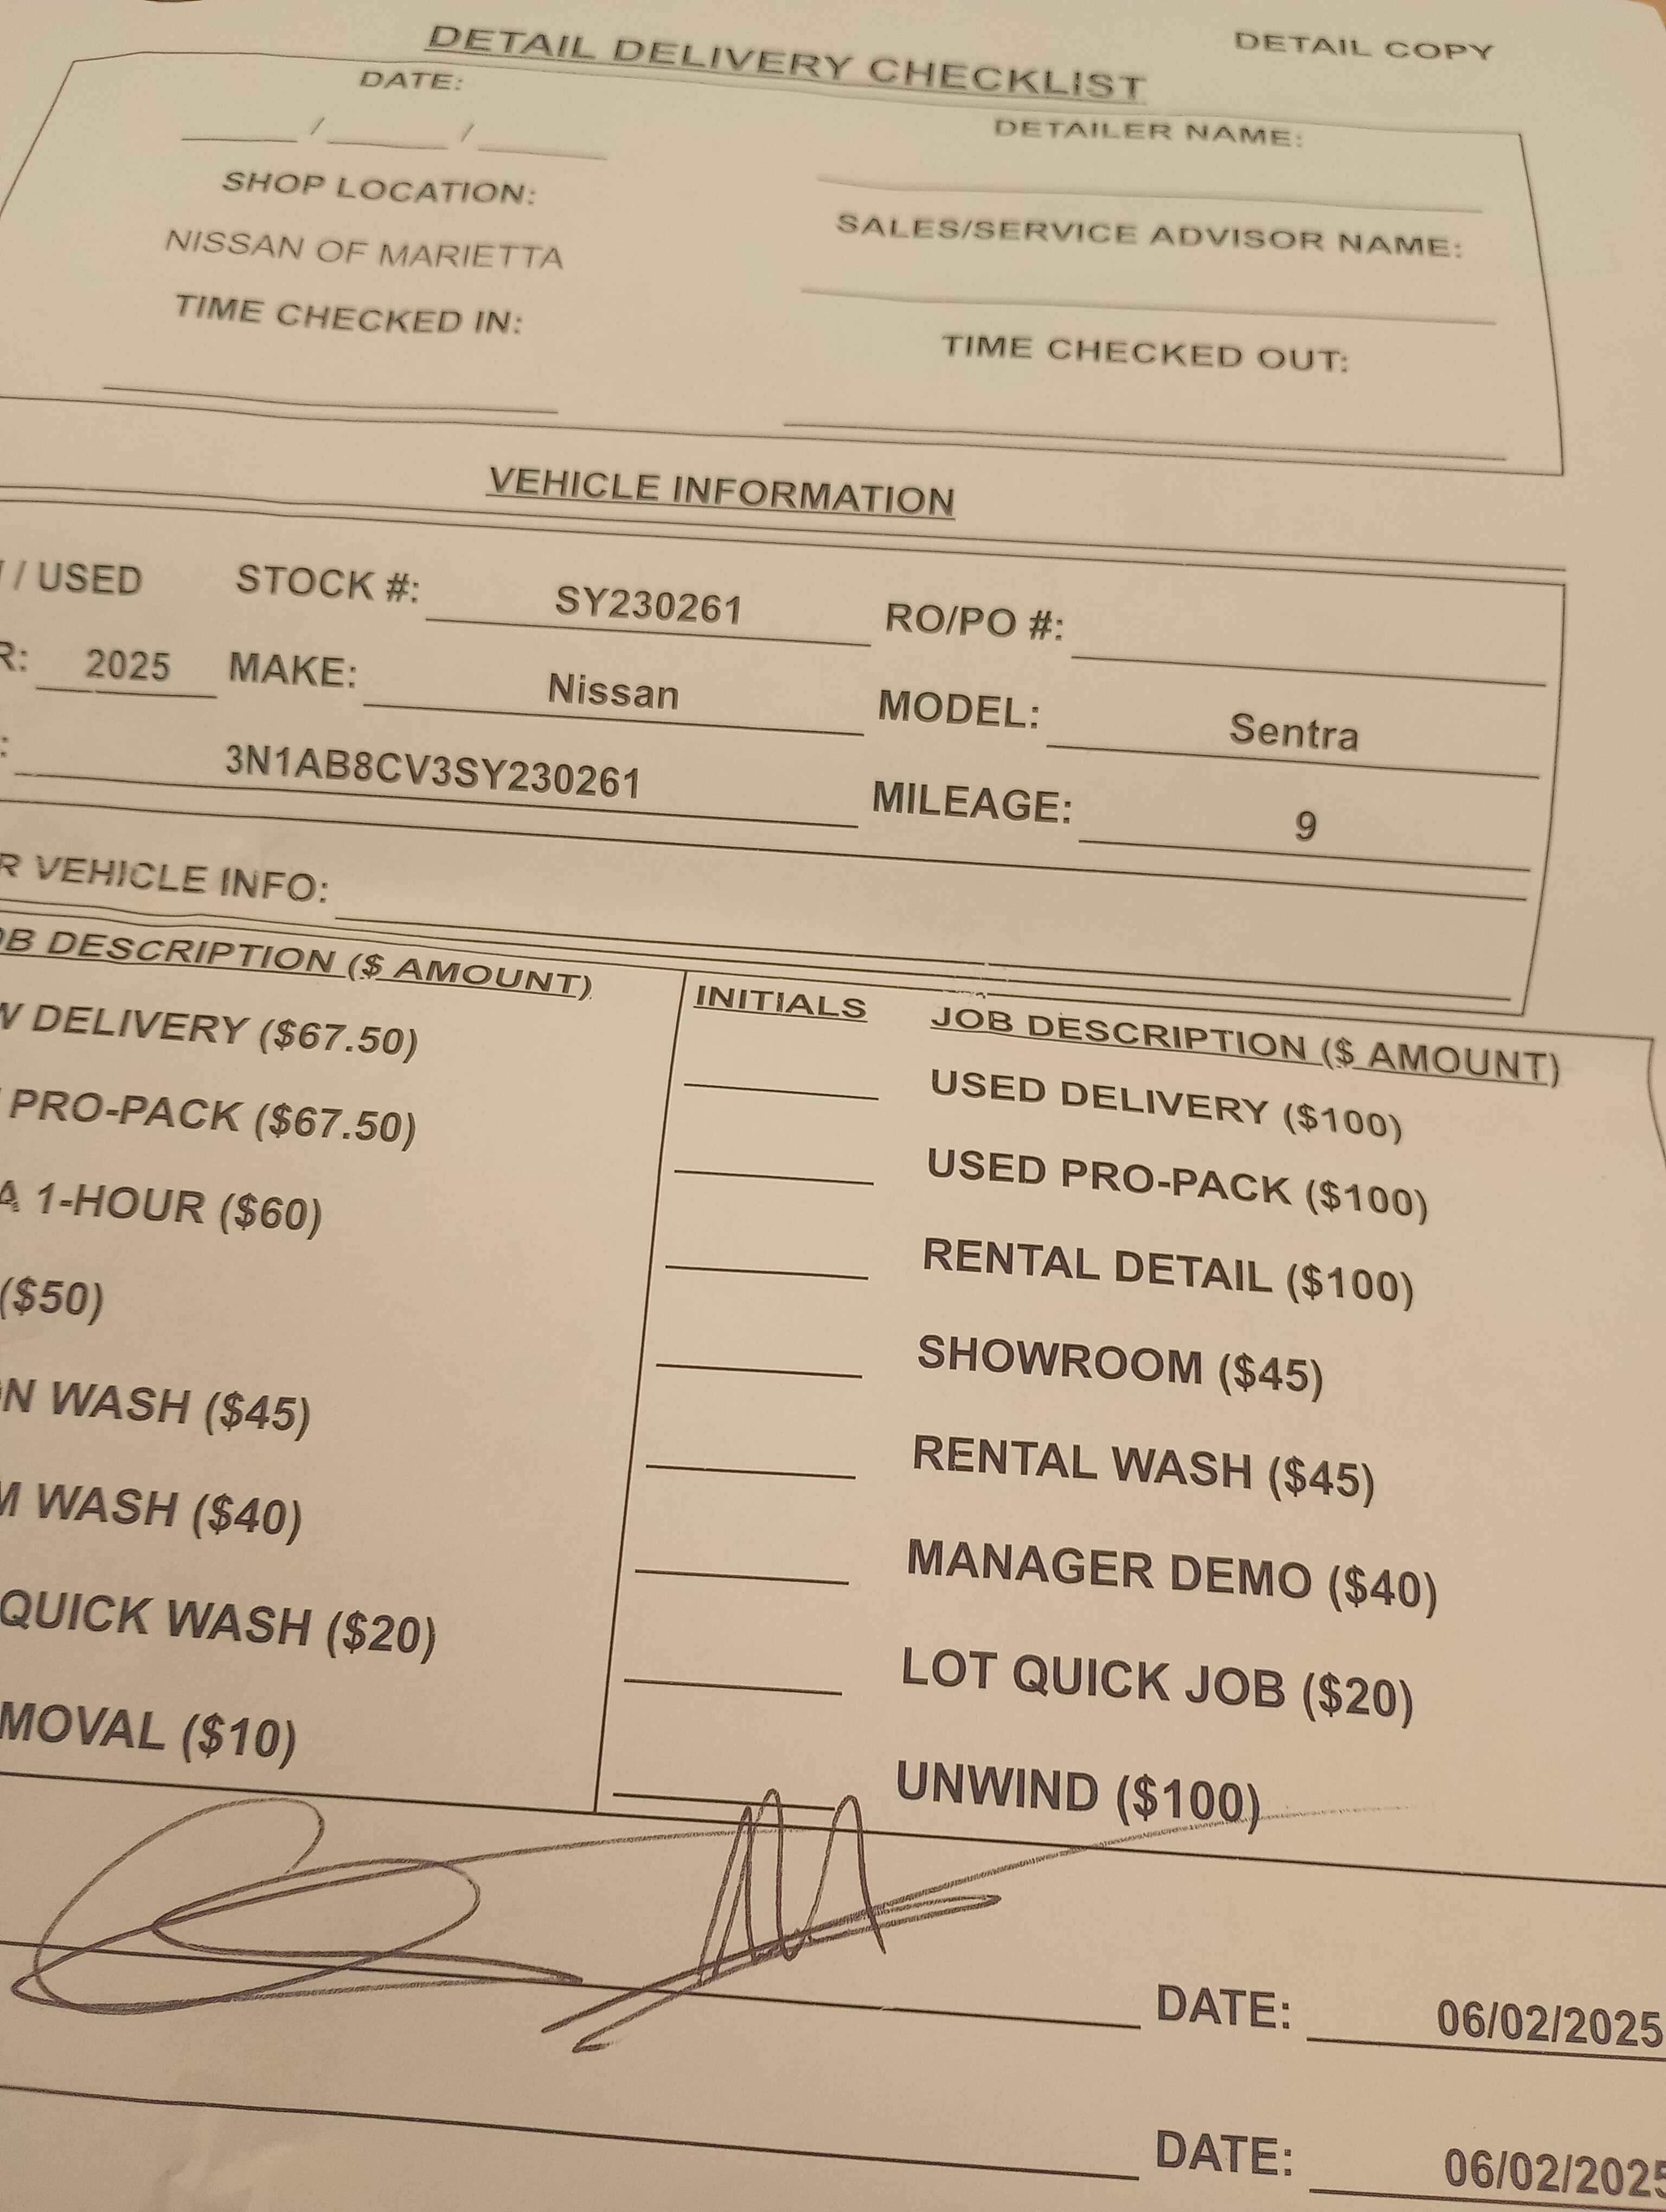 DETAIL DELIVERY CHECKLIST DETAIL COPY
DATE: DETAILER NAME:
/ /
SHOP LOCATION: SALES/SERVICE ADVISOR NAME:
NISSAN OF MARIETTA
TIME CHECKED IN: TIME CHECKED OUT:
VEHICLE INFORMATION
/ USED STOCK #: SY230261 RO/PO #:
R: 2025 MAKE: Nissan MODEL: Sentra
: 3N1AB8CV3SY230261 MILEAGE: 9
R VEHICLE INFO:
OB DESCRIPTION ($ AMOUNT) INITIALS JOB DESCRIPTION ($ AMOUNT)
W DELIVERY ($67.50) USED DELIVERY ($100)
PRO-PACK ($67.50) USED PRO-PACK ($100)
A 1-HOUR ($60) RENTAL DETAIL ($100)
($50) SHOWROOM ($45)
N WASH ($45) RENTAL WASH ($45)
M WASH ($40) MANAGER DEMO ($40)
QUICK WASH ($20) LOT QUICK JOB ($20)
MOVAL ($10) UNWIND ($100)
DATE: 06/02/2025
DATE: 06/02/2025